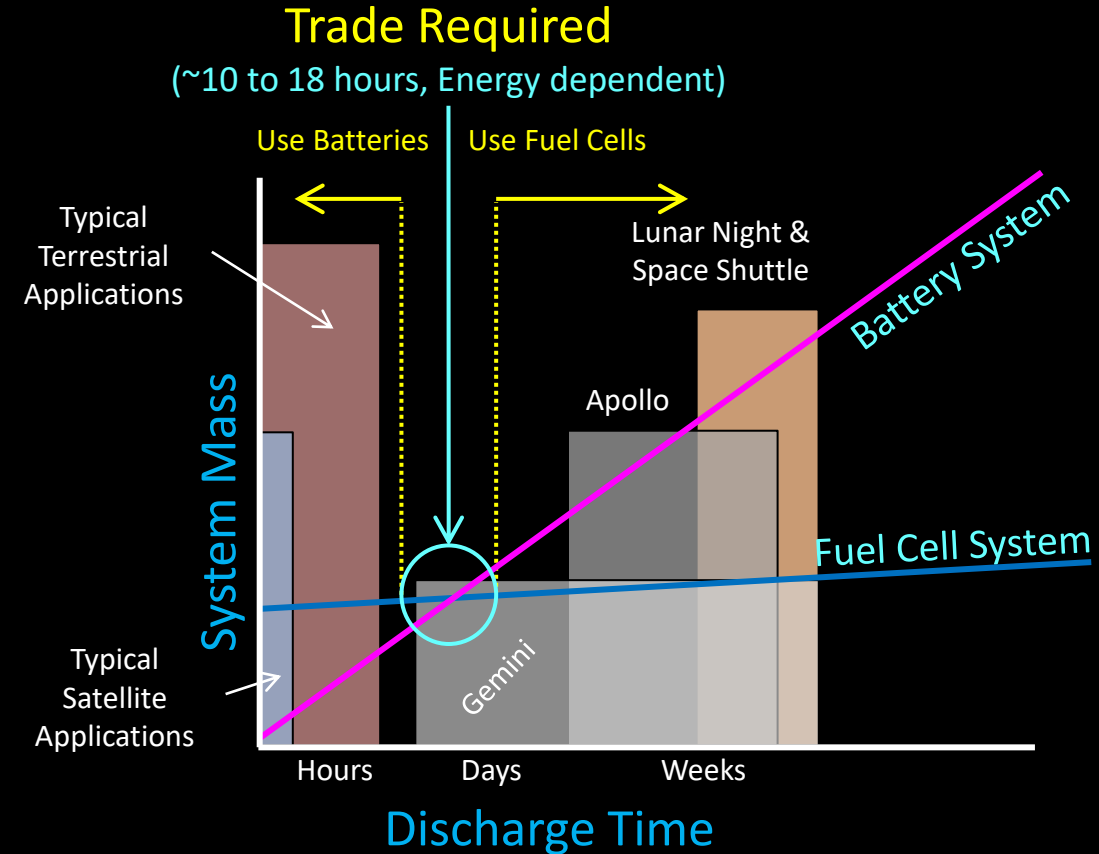 Trade Required
(~10 to 18 hours, Energy dependent)
Use Batteries
Use Fuel Cells
Typical
Terrestrial
Applications
Lunar Night &
Space Shuttle
Battery System
Apollo
System Mass
Fuel Cell System
Gemini
Typical
Satellite
Applications
Hours
Days
Weeks
Discharge Time